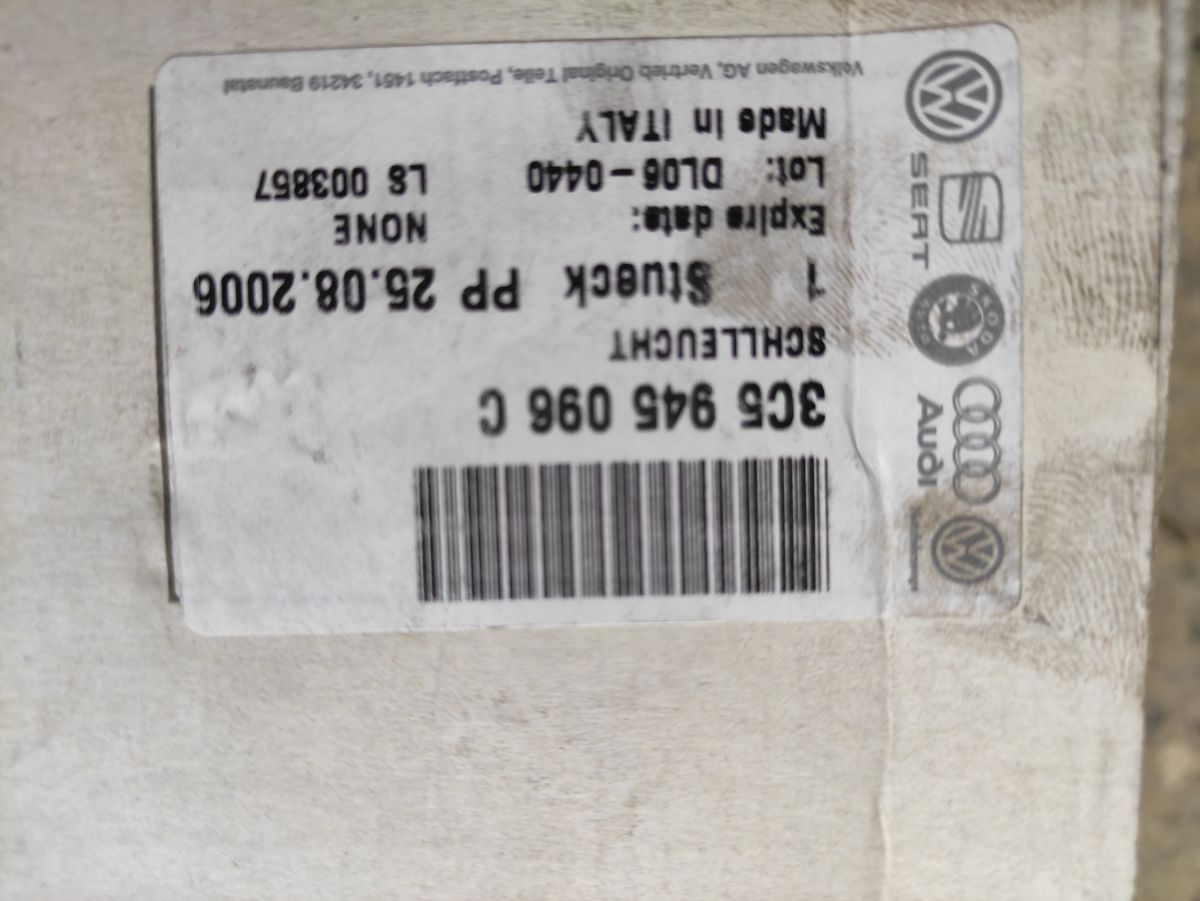 3C5 945 096 C
SCHLLEUCHT
1 Stueck PP 25.08.2006
Expire date: NONE
Lot: DL06-0440 LS 003857
Made in ITALY
Volkswagen AG, Vertrieb Original Teile, Postfach 1451, 34219 Baunatal
Audi
SKODA
AUTO
SEAT